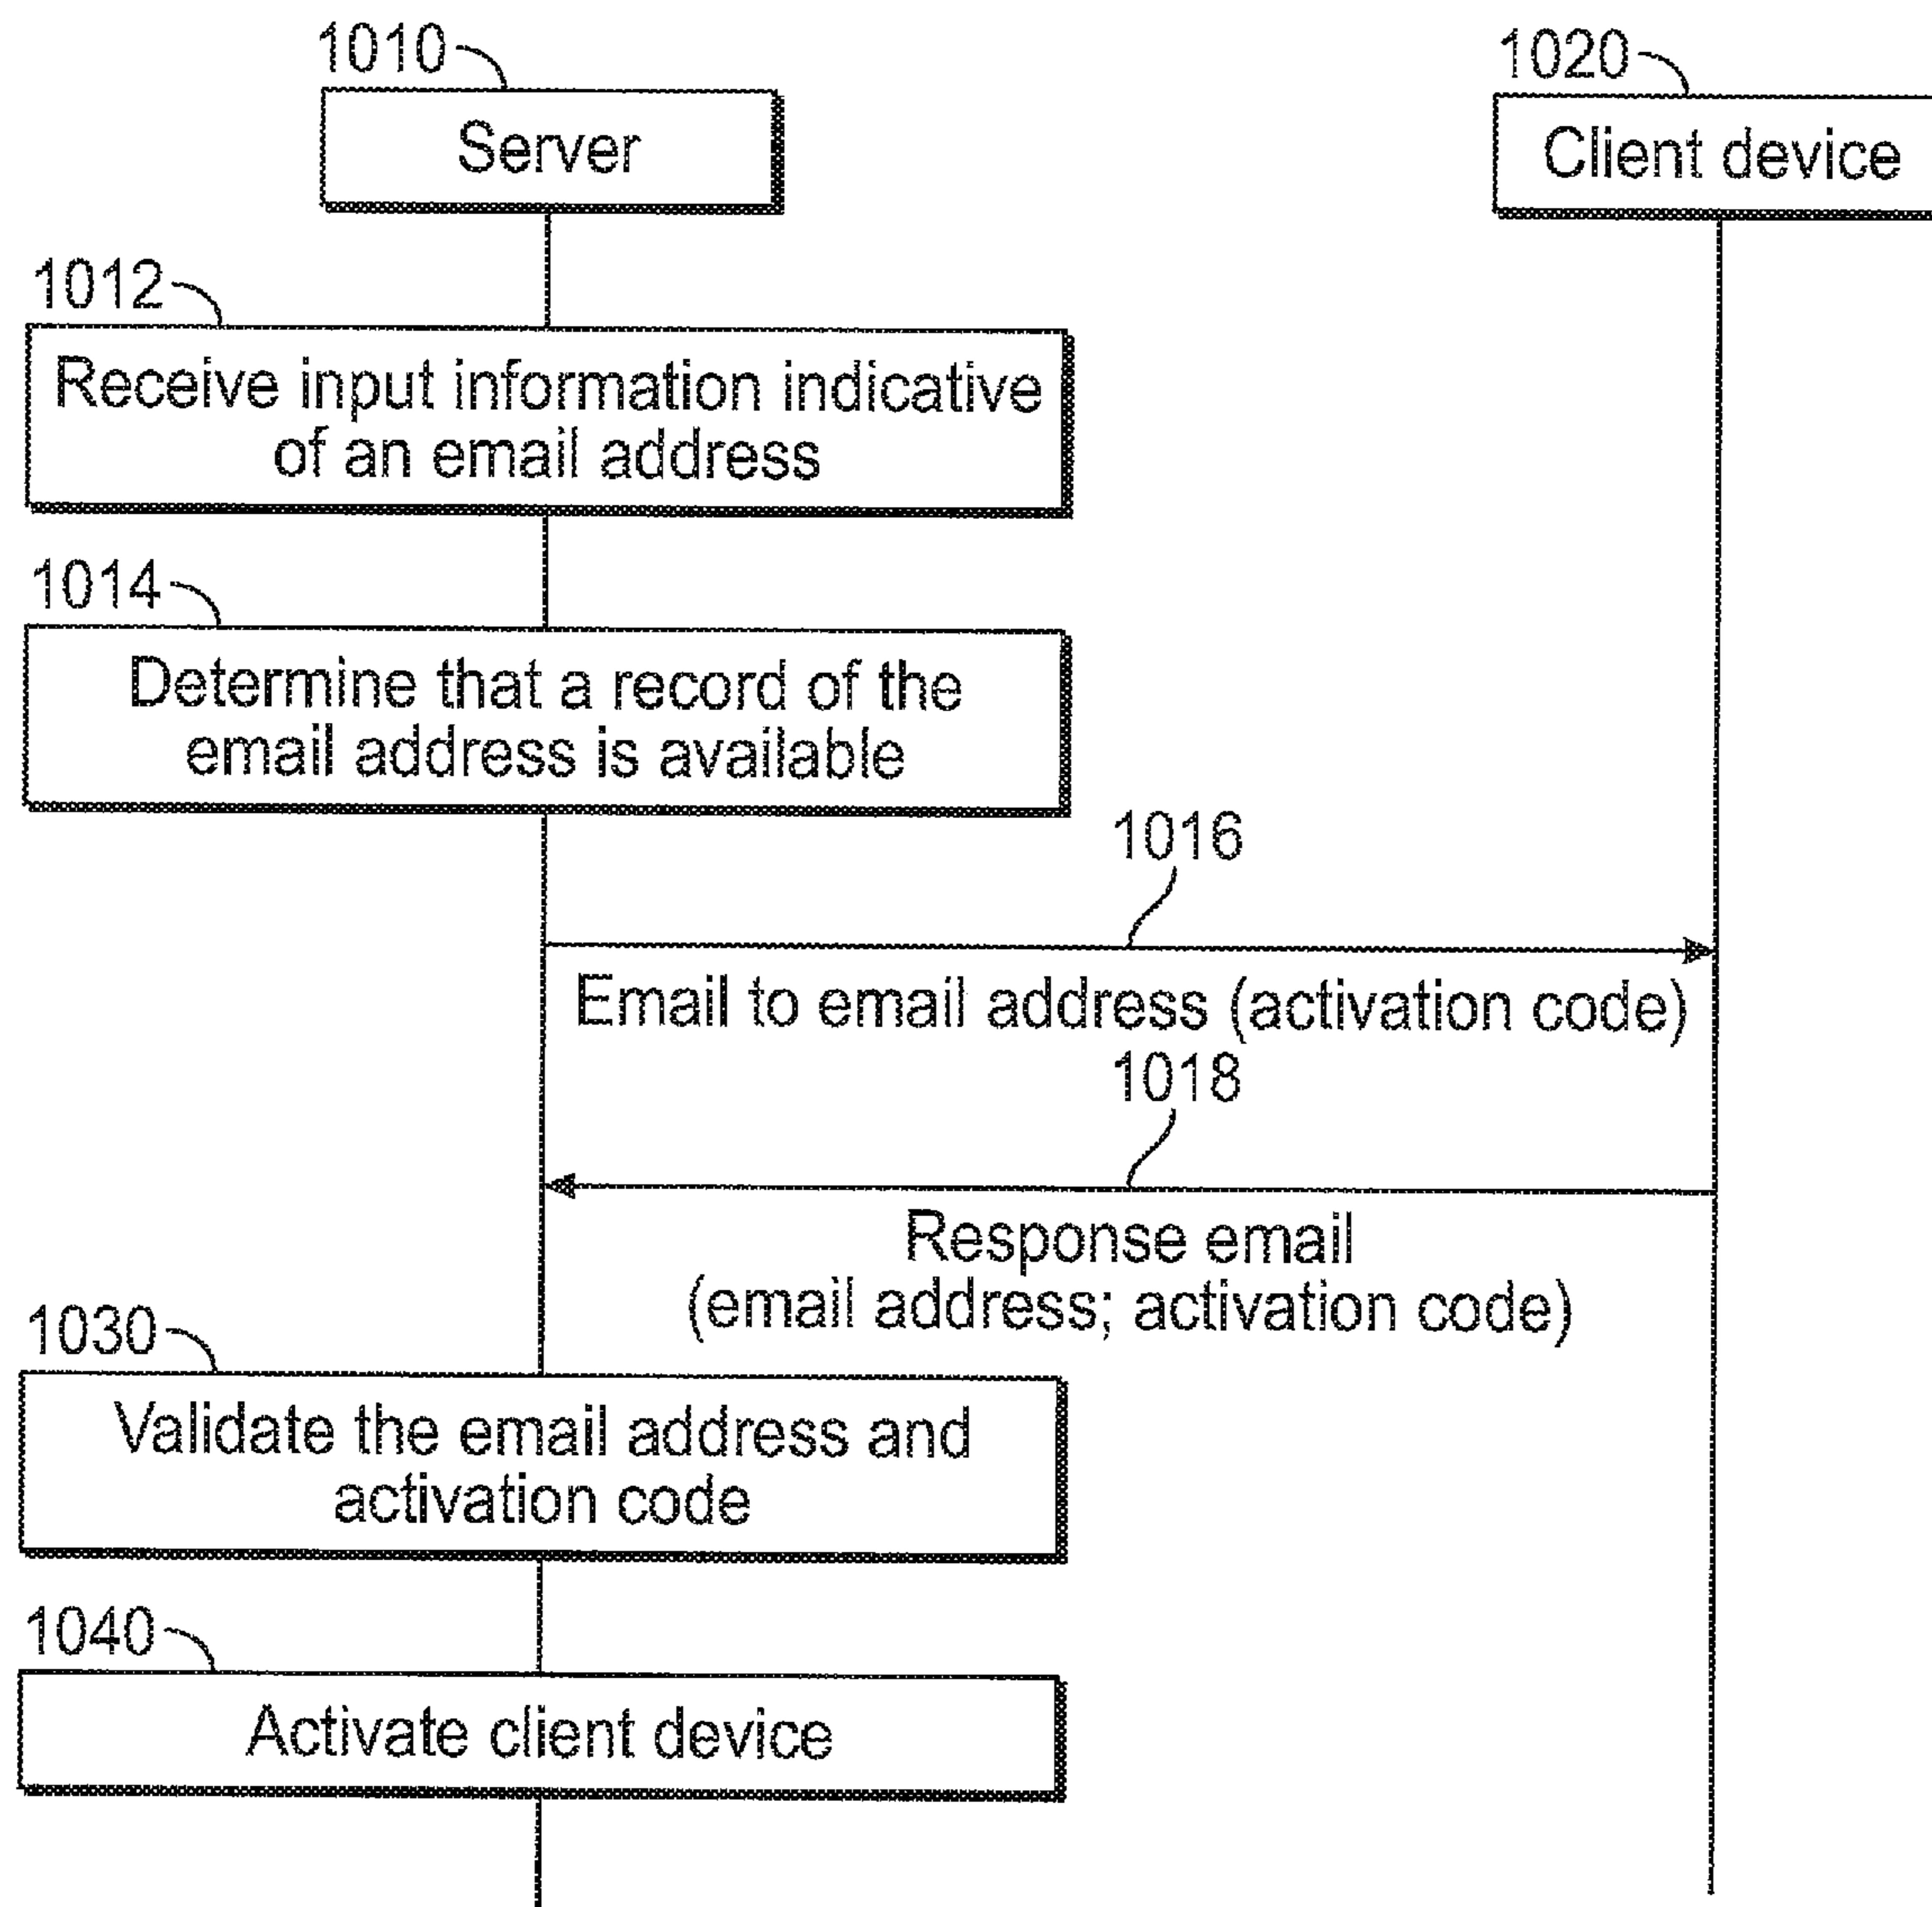 1010
Server
1020
Client device
1012
Receive input information indicative
of an email address
1014
Determine that a record of the
email address is available
1016
Email to email address (activation code)
1018
Response email
(email address; activation code)
1030
Validate the email address and
activation code
1040
Activate client device